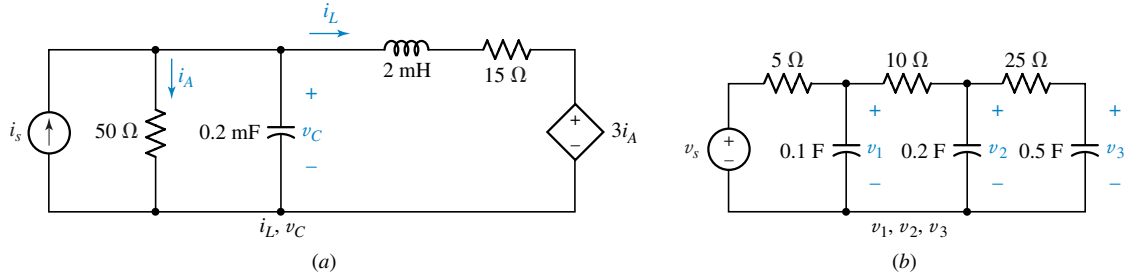 i_L
i_A
2 mH
15 Ω
i_s
50 Ω
0.2 mF
+
v_C
−
+
−
3i_A
i_L, v_C
(a)
5 Ω
10 Ω
25 Ω
v_s
+
−
0.1 F
+
v_1
−
0.2 F
+
v_2
−
0.5 F
+
v_3
−
v_1, v_2, v_3
(b)